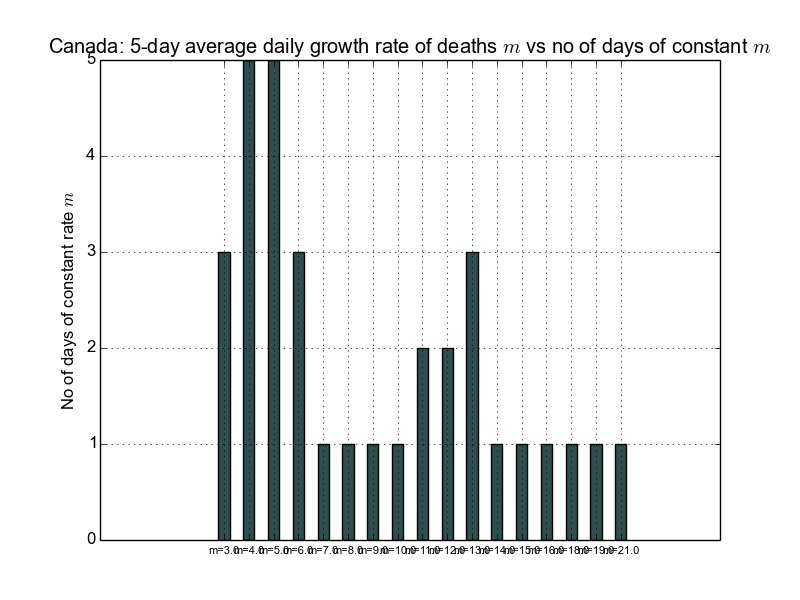 Canada: 5-day average daily growth rate of deaths m vs no of days of constant m
5
4
3
2
1
0
No of days of constant rate m
m=3.0 m=4.0 m=5.0 m=6.0 m=7.0 m=8.0 m=9.0 m=10.0 m=11.0 m=12.0 m=13.0 m=14.0 m=15.0 m=16.0 m=18.0 m=19.0 m=21.0